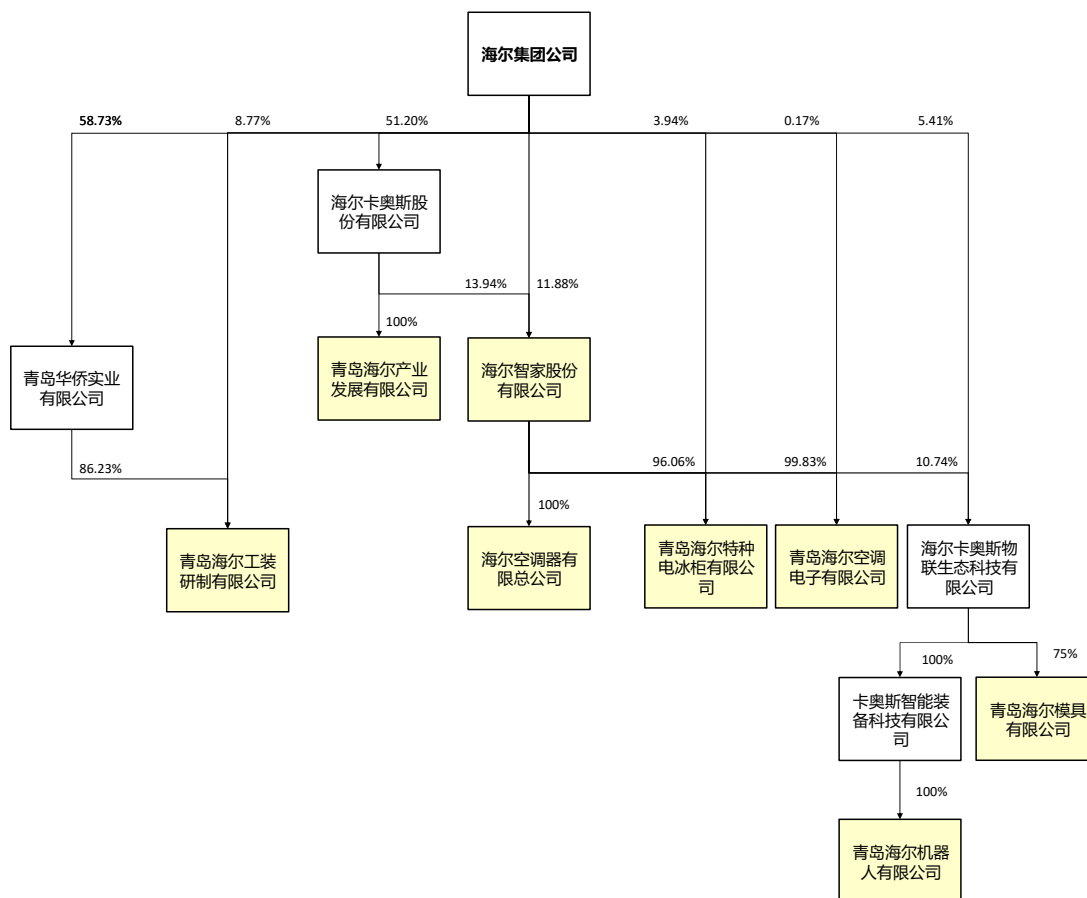 海尔集团公司
58.73%
8.77%
51.20%
3.94%
0.17%
5.41%
海尔卡奥斯股
份有限公司
13.94%
11.88%
100%
青岛华侨实业
有限公司
青岛海尔产业
发展有限公司
海尔智家股份
有限公司
86.23%
96.06%
99.83%
10.74%
100%
青岛海尔工装
研制有限公司
海尔空调器有
限总公司
青岛海尔特种
电冰柜有限公
司
青岛海尔空调
电子有限公司
海尔卡奥斯物
联生态科技有
限公司
100%
75%
卡奥斯智能装
备科技有限公
司
青岛海尔模具
有限公司
100%
青岛海尔机器
人有限公司